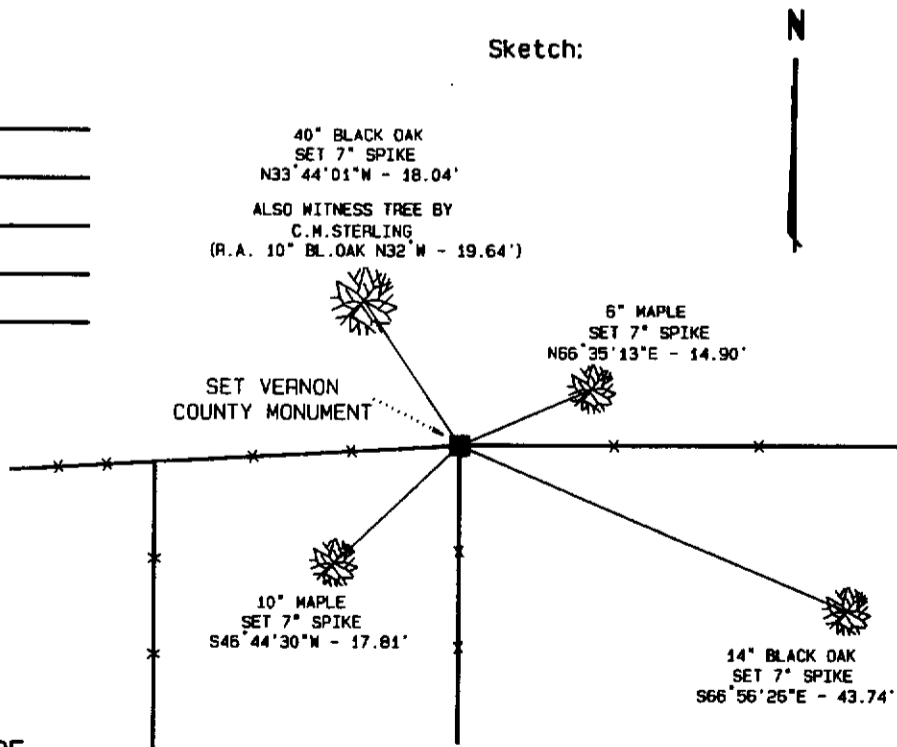 Sketch:
N
40" BLACK OAK
SET 7" SPIKE
N33°44'01"W - 18.04'
ALSO WITNESS TREE BY
C.M.STERLING
(R.A. 10" BL.OAK N32°W - 19.64')
6" MAPLE
SET 7" SPIKE
N66°35'13"E - 14.90'
SET VERNON
COUNTY MONUMENT
10" MAPLE
SET 7" SPIKE
S46°44'30"W - 17.81'
14" BLACK OAK
SET 7" SPIKE
S66°56'26"E - 43.74'